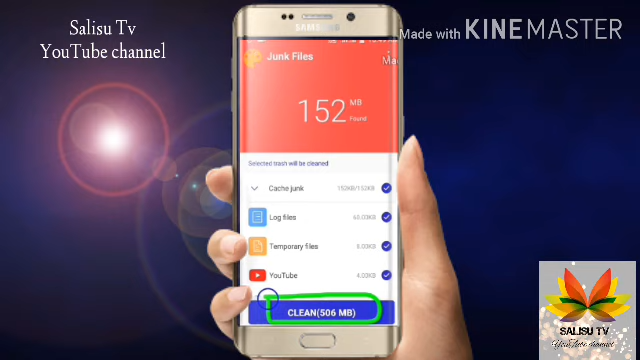 Salisu Tv
YouTube channel
Made with KINEMASTER
SAMSUNG
Junk Files
152 MB
Found
Selected trash will be cleaned
Cache junk 152KB/152KB
Log files 68.03KB
Temporary files 8.03KB
YouTube 4.03KB
CLEAN(506 MB)
SALISU TV
YouTube channel